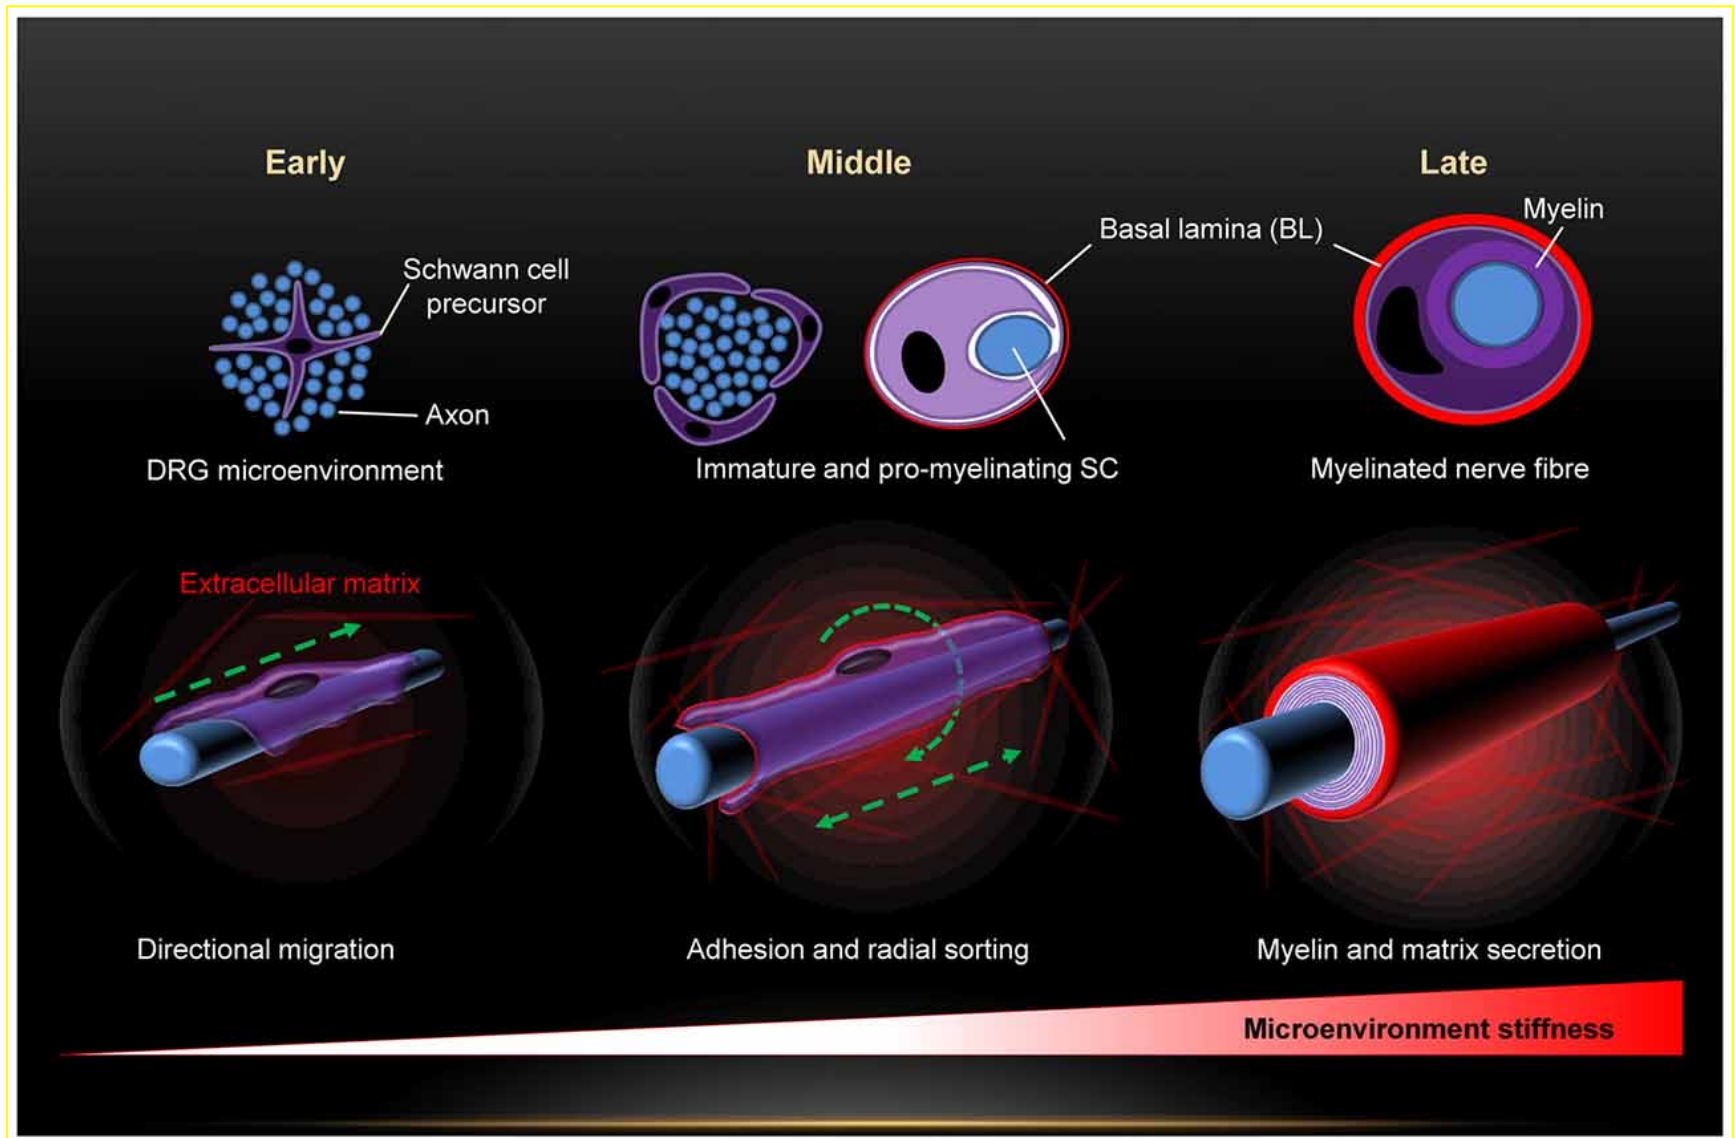 Early
Middle
Late
Myelin
Basal lamina (BL)
Schwann cell
precursor
Axon
DRG microenvironment
Immature and pro-myelinating SC
Myelinated nerve fibre
Extracellular matrix
Directional migration
Adhesion and radial sorting
Myelin and matrix secretion
Microenvironment stiffness